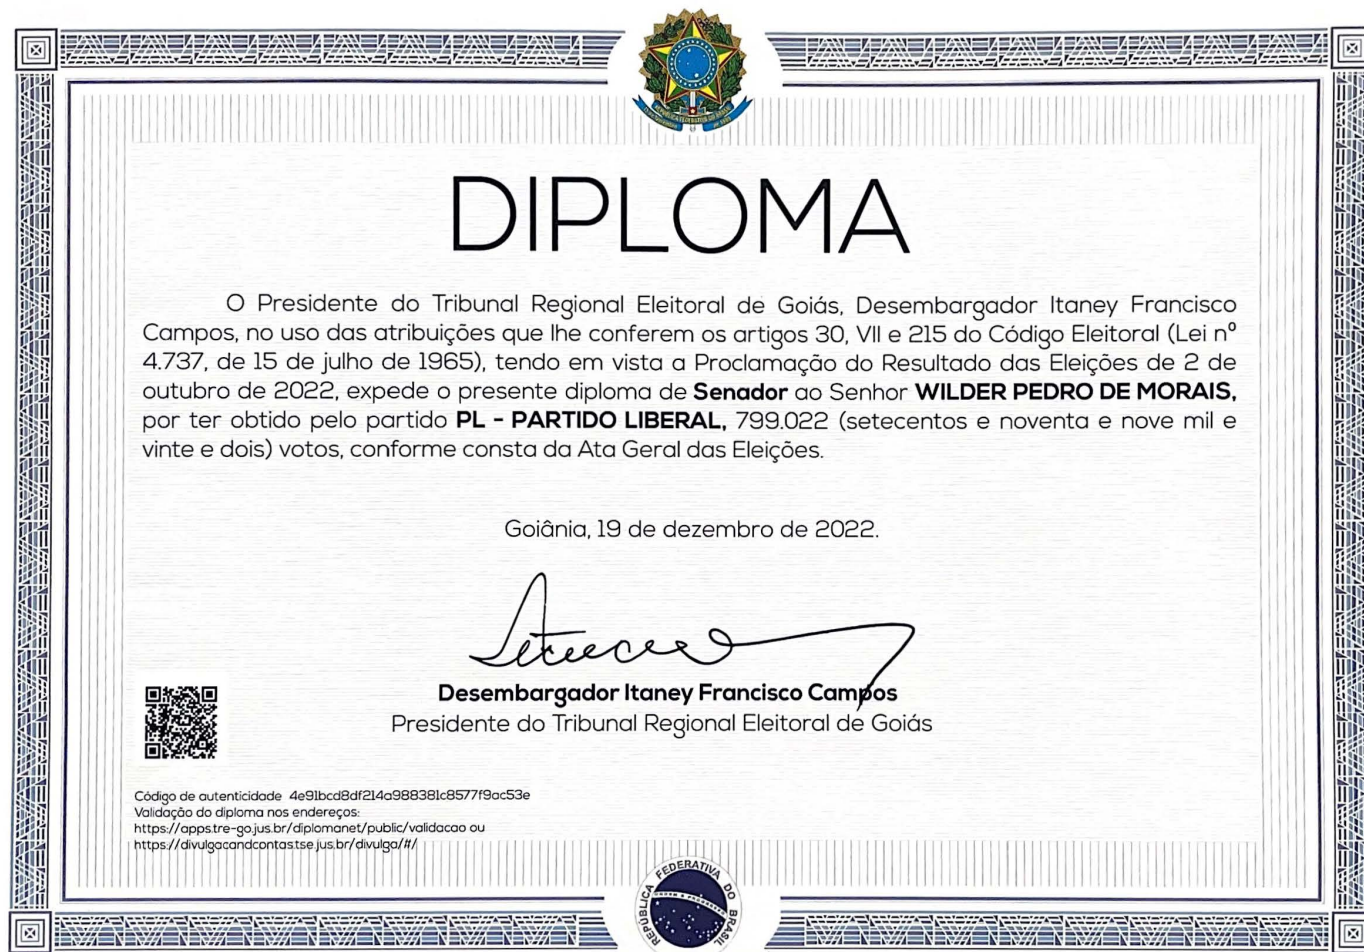 REPÚBLICA FEDERATIVA DO BRASIL
DIPLOMA
O Presidente do Tribunal Regional Eleitoral de Goiás, Desembargador Itaney Francisco
Campos, no uso das atribuições que lhe conferem os artigos 30, VII e 215 do Código Eleitoral (Lei nº
4.737, de 15 de julho de 1965), tendo em vista a Proclamação do Resultado das Eleições de 2 de
outubro de 2022, expede o presente diploma de Senador ao Senhor WILDER PEDRO DE MORAIS,
por ter obtido pelo partido PL - PARTIDO LIBERAL, 799.022 (setecentos e noventa e nove mil e
vinte e dois) votos, conforme consta da Ata Geral das Eleições.
Goiânia, 19 de dezembro de 2022.
Desembargador Itaney Francisco Campos
Presidente do Tribunal Regional Eleitoral de Goiás
Código de autenticidade 4e91bcd8df214a988381c8577f9ac53e
Validação do diploma nos endereços:
https://apps.tre-go.jus.br/diplomanet/public/validacao ou
https://divulgacandcontas.tse.jus.br/divulga/#/
REPÚBLICA FEDERATIVA DO BRASIL